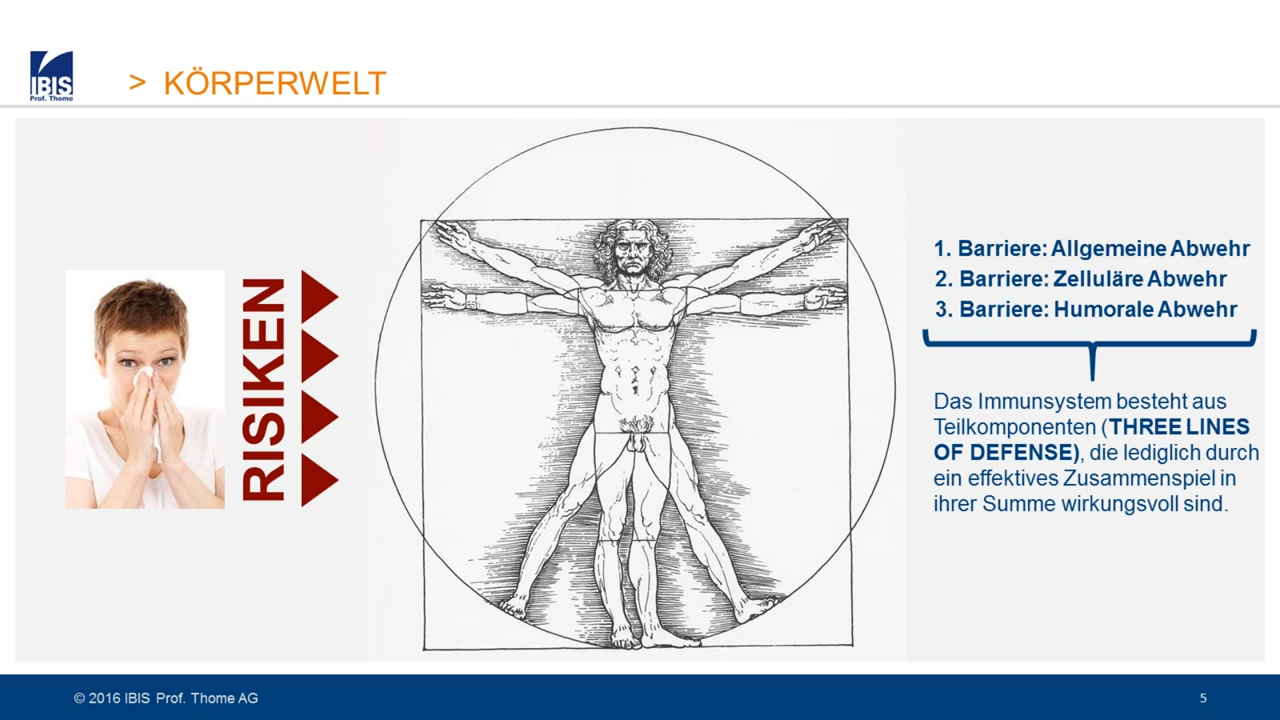 IBIS
Prof. Thome
> KÖRPERWELT
RISIKEN
1. Barriere: Allgemeine Abwehr
2. Barriere: Zelluläre Abwehr
3. Barriere: Humorale Abwehr
Das Immunsystem besteht aus
Teilkomponenten (THREE LINES
OF DEFENSE), die lediglich durch
ein effektives Zusammenspiel in
ihrer Summe wirkungsvoll sind.
© 2016 IBIS Prof. Thome AG
5